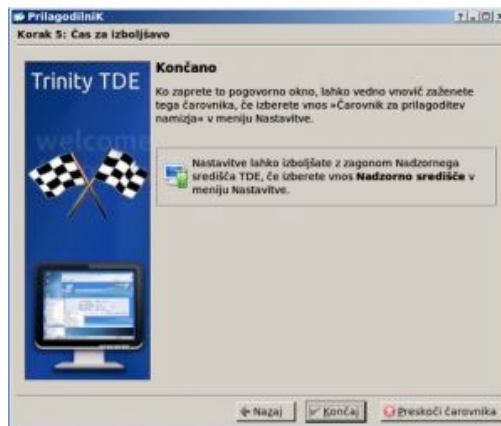 PrilagodilniK
Korak 5: Čas za izboljšavo
Trinity TDE
welcome
Končano
Ko zaprete to pogovorno okno, lahko vedno vnovič zaženete
tega čarovnika, če izberete vnos »Čarovnik za prilagoditev
namizja« v meniju Nastavitve.
Nastavitve lahko izboljšate z zagonom Nadzornega
središča TDE, če izberete vnos Nadzorno središče v
meniju Nastavitve.
Nazaj
Končaj
Preskoči čarovnika